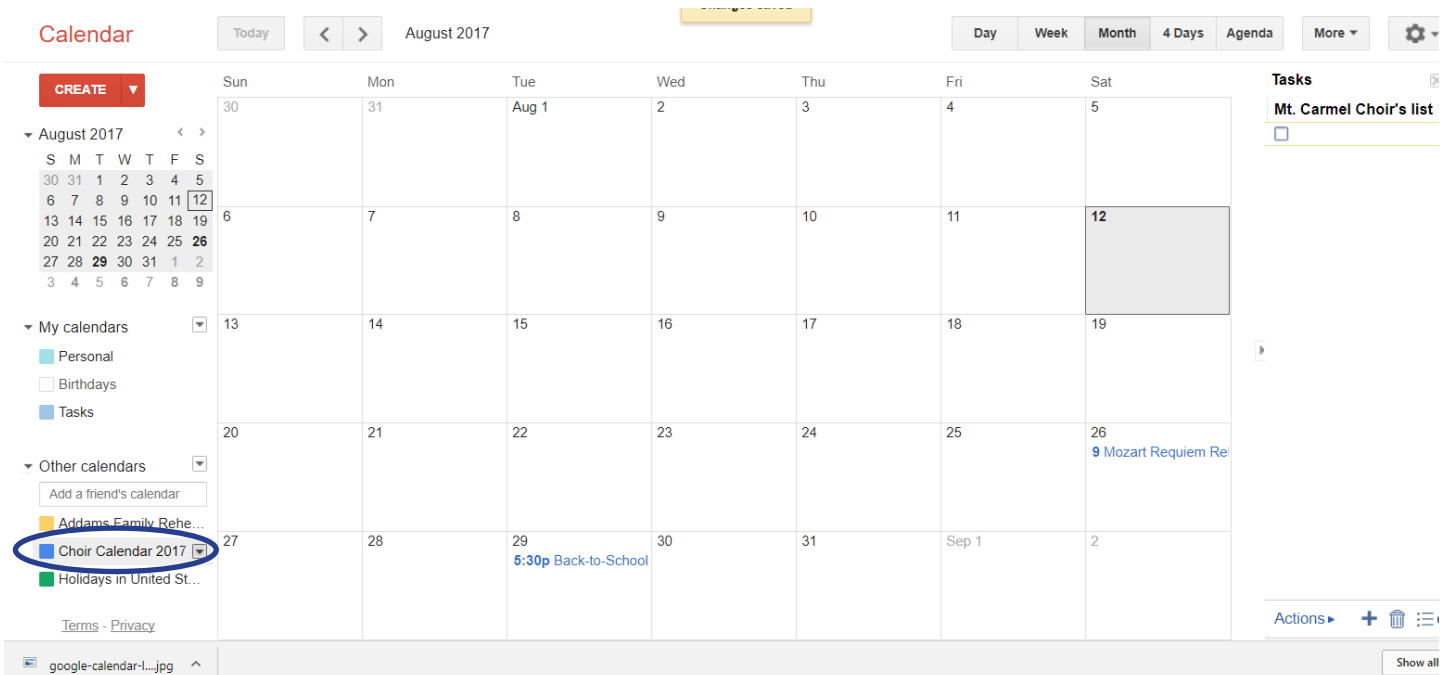 Changes saved
Calendar
Today
August 2017
Day Week Month 4 Days Agenda
More
CREATE
August 2017
S M T W T F S
30 31 1 2 3 4 5
6 7 8 9 10 11 12
13 14 15 16 17 18 19
20 21 22 23 24 25 26
27 28 29 30 31 1 2
3 4 5 6 7 8 9
My calendars
Personal
Birthdays
Tasks
Other calendars
Add a friend's calendar
Addams Family Rehe...
Choir Calendar 2017
Holidays in United St...
Terms - Privacy
Sun Mon Tue Wed Thu Fri Sat
30 31 Aug 1 2 3 4 5
6 7 8 9 10 11 12
13 14 15 16 17 18 19
20 21 22 23 24 25 26
9 Mozart Requiem Re
27 28 29 30 31 Sep 1 2
5:30p Back-to-School
Tasks
Mt. Carmel Choir's list
Actions
google-calendar-l....jpg
Show all